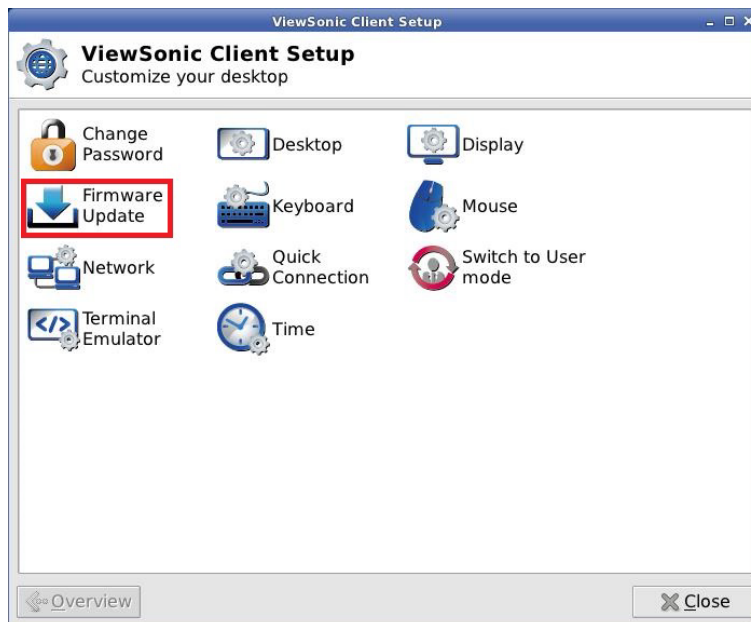 ViewSonic Client Setup
ViewSonic Client Setup
Customize your desktop
Change
Password
Desktop
Display
Firmware
Update
Keyboard
Mouse
Network
Quick
Connection
Switch to User
mode
</>
Terminal
Emulator
Time
Overview
Close